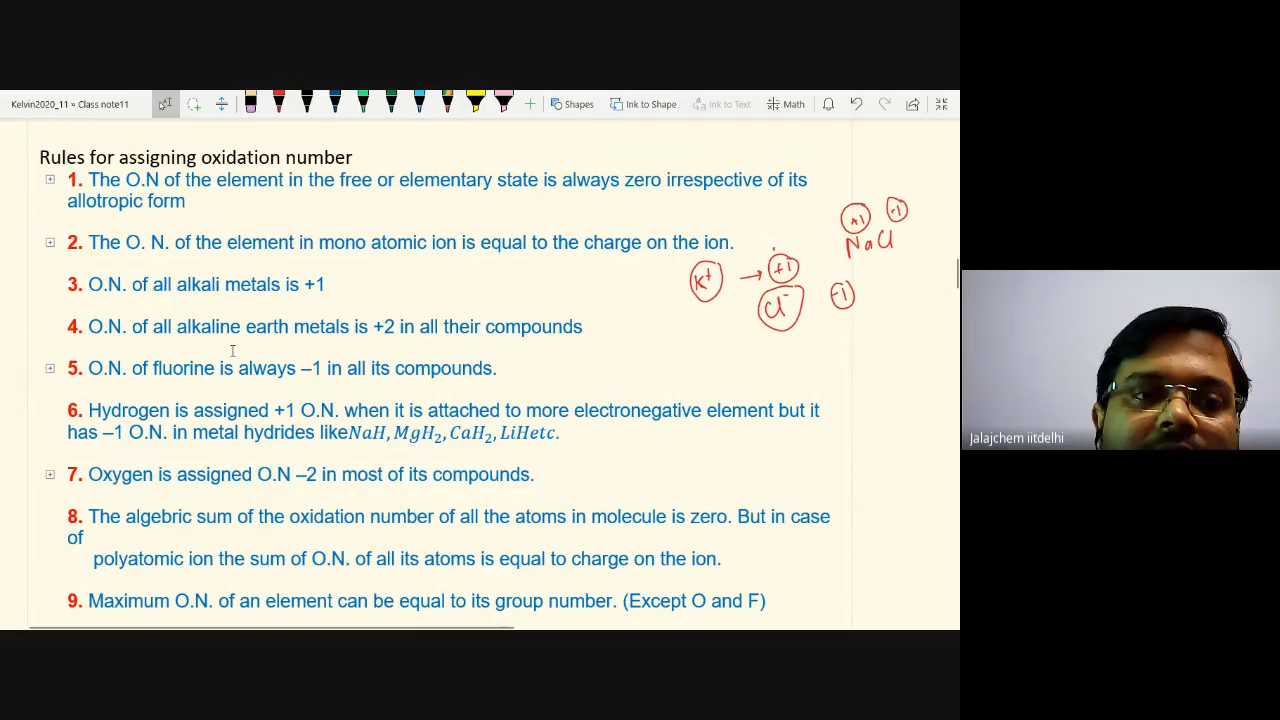 Kelvin2020_11 » Class note11
Shapes
Ink to Shape
Ink to Text
Math
Rules for assigning oxidation number
1. The O.N of the element in the free or elementary state is always zero irrespective of its
allotropic form
+1 -1
NaCl
2. The O. N. of the element in mono atomic ion is equal to the charge on the ion.
K⁺ → +1
3. O.N. of all alkali metals is +1
Cl⁻ -1
4. O.N. of all alkaline earth metals is +2 in all their compounds
5. O.N. of fluorine is always –1 in all its compounds.
6. Hydrogen is assigned +1 O.N. when it is attached to more electronegative element but it
has –1 O.N. in metal hydrides likeNaH, MgH₂, CaH₂, LiHetc.
7. Oxygen is assigned O.N –2 in most of its compounds.
8. The algebric sum of the oxidation number of all the atoms in molecule is zero. But in case
of
polyatomic ion the sum of O.N. of all its atoms is equal to charge on the ion.
9. Maximum O.N. of an element can be equal to its group number. (Except O and F)
Jalajchem iitdelhi